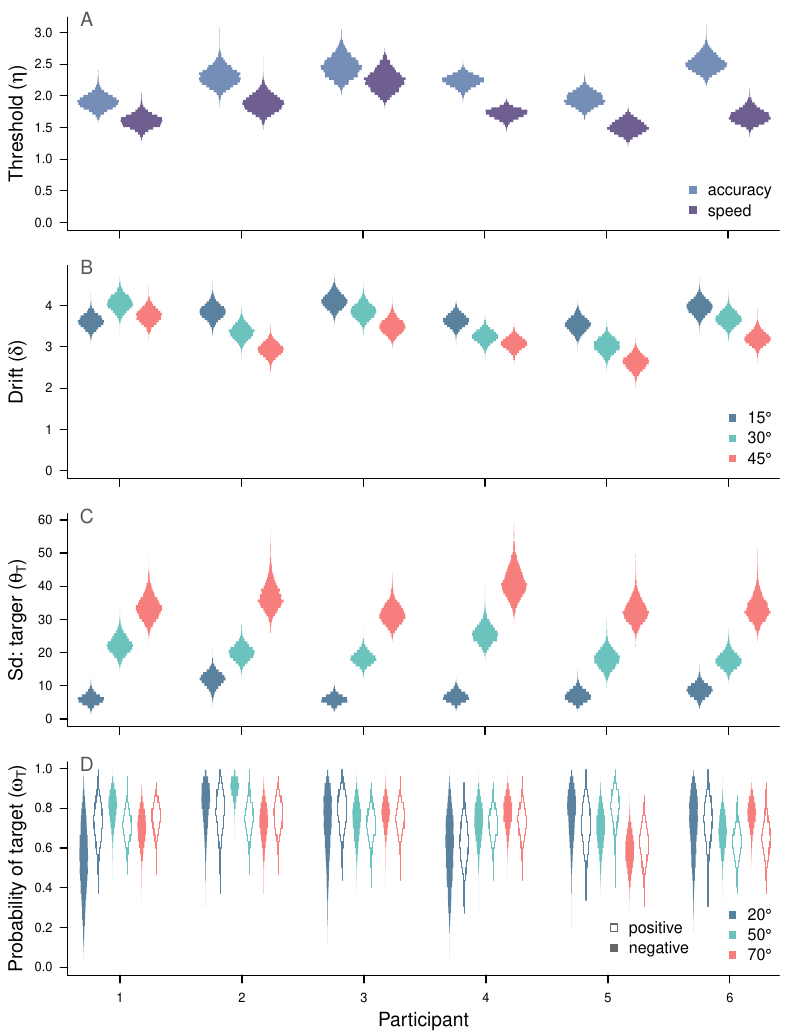 A
3.0
2.5
2.0
1.5
1.0
0.5
0.0
Threshold (η)
accuracy
speed
B
4
3
2
1
0
Drift (δ)
15°
30°
45°
C
60
50
40
30
20
10
0
Sd: targer (θT)
D
1.0
0.8
0.6
0.4
0.2
0.0
Probability of target (ωT)
positive
negative
20°
50°
70°
1 2 3 4 5 6
Participant